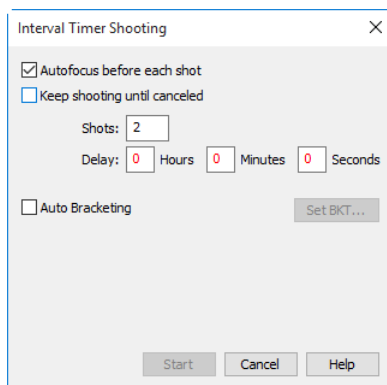 Interval Timer Shooting
Autofocus before each shot
Keep shooting until canceled
Shots: 2
Delay: 0 Hours 0 Minutes 0 Seconds
Auto Bracketing Set BKT...
Start Cancel Help